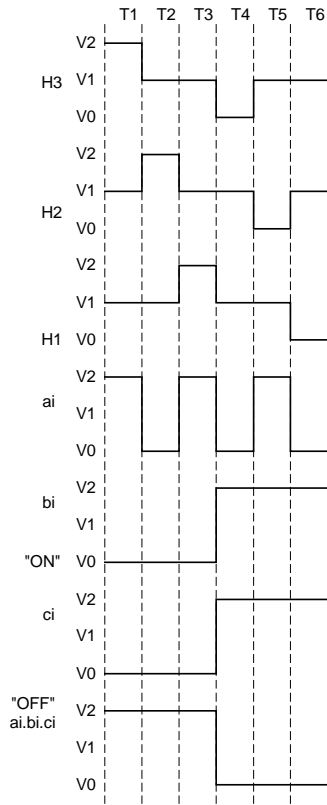 T1 T2 T3 T4 T5 T6
V2
H3 V1
V0
V2
V1
H2
V0
V2
V1
H1 V0
V2
ai
V1
V0
bi V2
V1
"ON" V0
ci V2
V1
V0
"OFF"
ai.bi.ci V2
V1
V0